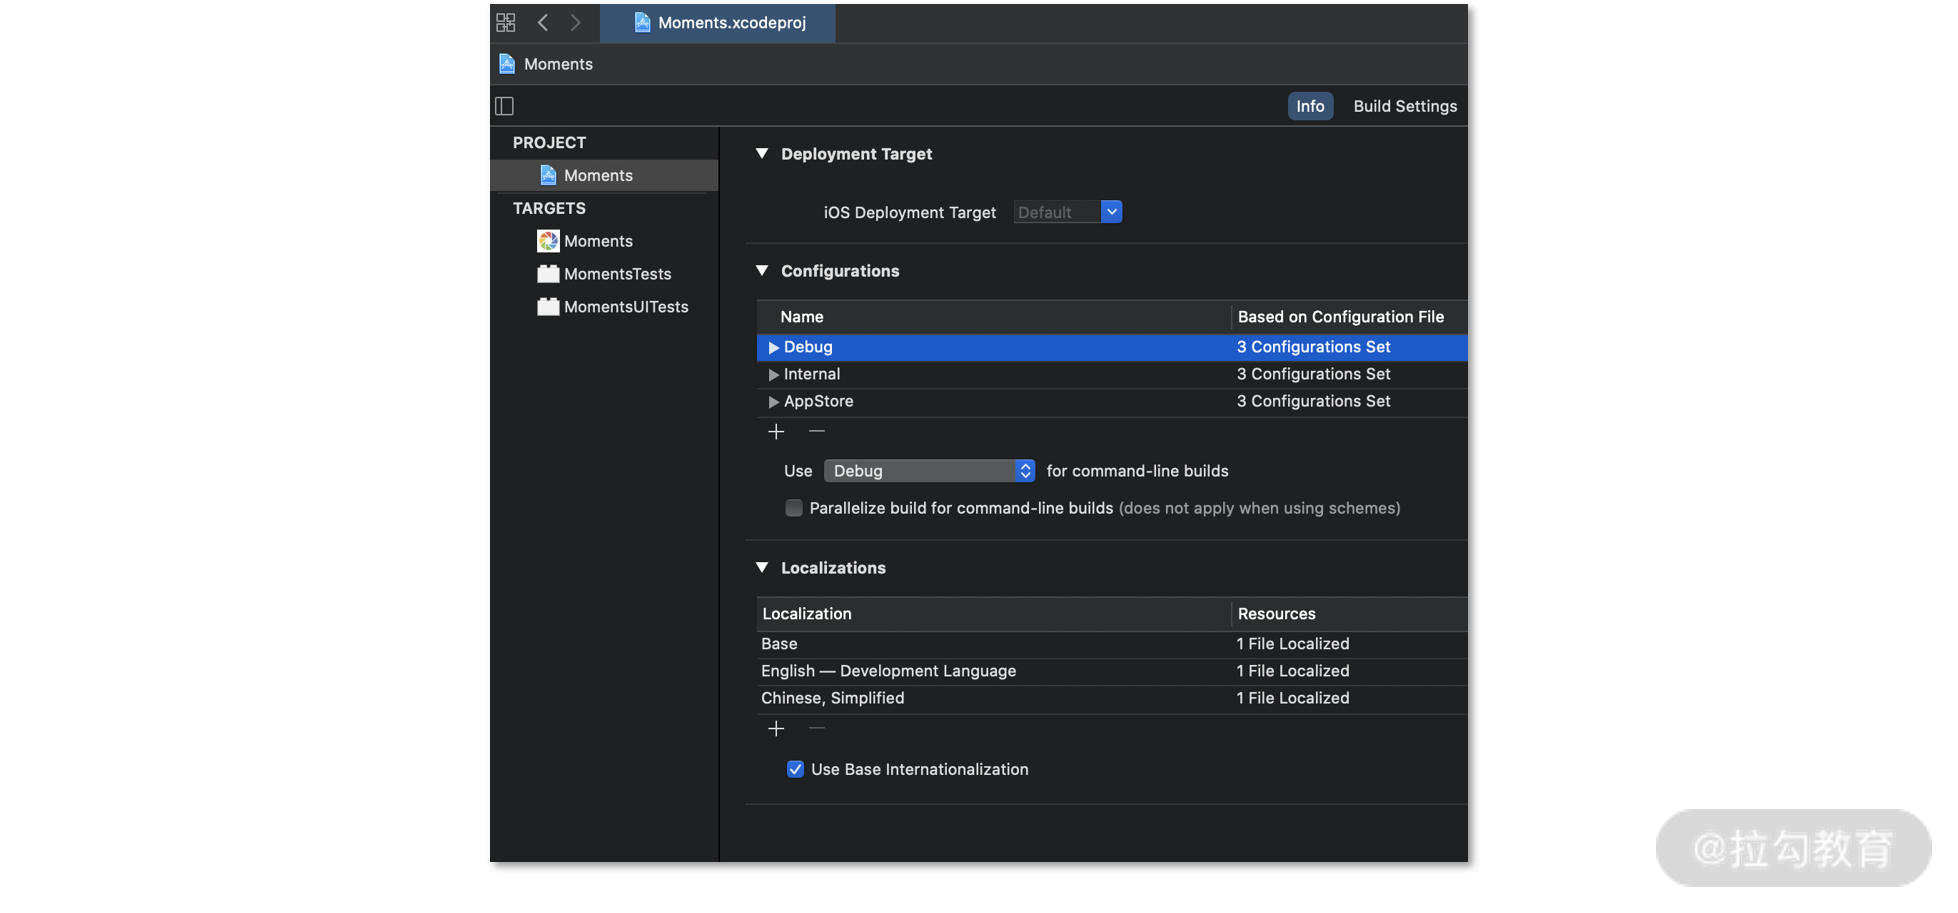 Moments.xcodeproj
Moments
Info Build Settings
PROJECT
Moments
TARGETS
Moments
MomentsTests
MomentsUITests
Deployment Target
iOS Deployment Target Default
Configurations
Name Based on Configuration File
Debug 3 Configurations Set
Internal 3 Configurations Set
AppStore 3 Configurations Set
Use Debug for command-line builds
Parallelize build for command-line builds (does not apply when using schemes)
Localizations
Localization Resources
Base 1 File Localized
English — Development Language 1 File Localized
Chinese, Simplified 1 File Localized
Use Base Internationalization
@拉勾教育